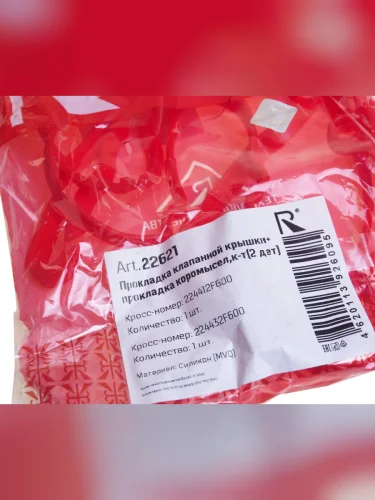 Art.22621
Прокладка клапанной крышки+
прокладка коромысел,к-т(2 дет)
Кросс-номер: 224412F600
Количество: 1 шт.
Кросс-номер: 224432F600
Количество: 1 шт.
Материал: Силикон (MVQ)
R
4620113926095
EAC